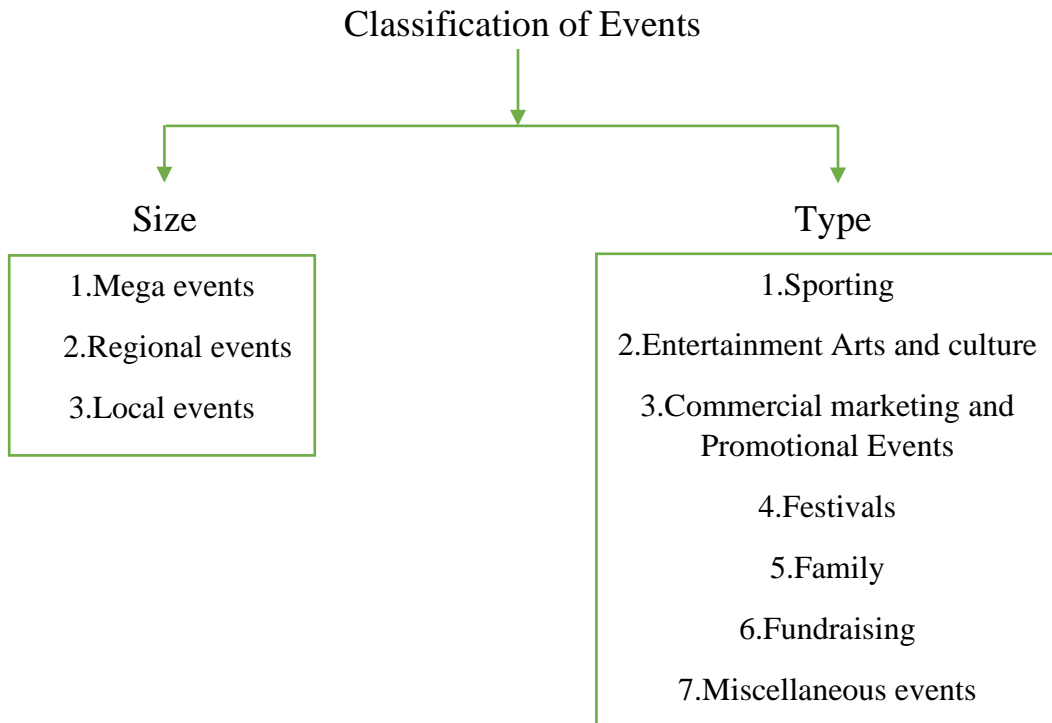 Classification of Events
Size
1.Mega events
2.Regional events
3.Local events
Type
1.Sporting
2.Entertainment Arts and culture
3.Commercial marketing and
Promotional Events
4.Festivals
5.Family
6.Fundraising
7.Miscellaneous events